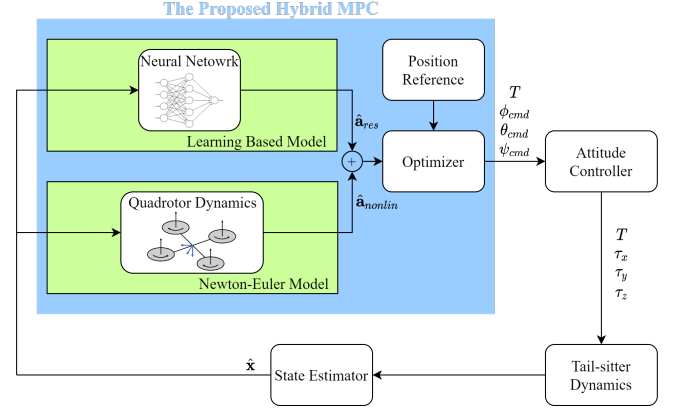 The Proposed Hybrid MPC
Neural Netowrk
Learning Based Model
Position
Reference
â_res
+
Optimizer
T
ϕ_cmd
θ_cmd
ψ_cmd
Attitude
Controller
Quadrotor Dynamics
Newton-Euler Model
â_nonlin
T
τ_x
τ_y
τ_z
x̂
State Estimator
Tail-sitter
Dynamics